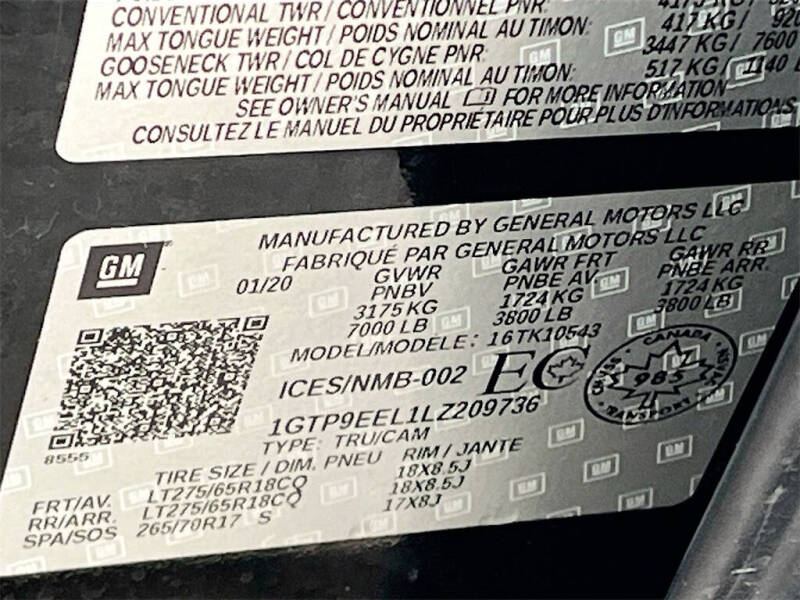 CONVENTIONAL TWR / CONVENTIONNEL PNR:
MAX TONGUE WEIGHT / POIDS NOMINAL AU TIMON: 417 KG /
GOOSENECK TWR / COL DE CYGNE PNR: 3447 KG / 7600
MAX TONGUE WEIGHT / POIDS NOMINAL AU TIMON: 517 KG / 1140
SEE OWNER'S MANUAL FOR MORE INFORMATION
CONSULTEZ LE MANUEL DU PROPRIETAIRE POUR PLUS D'INFORMATIONS
GM
MANUFACTURED BY GENERAL MOTORS LLC
FABRIQUÉ PAR GENERAL MOTORS LLC
01/20 GVWR GAWR FRT GAWR RR
PNBV PNBE AV PNBE ARR.
3175 KG 1724 KG 1724 KG
7000 LB 3800 LB 3800 LB
MODEL/MODELE: 16TK10543
ICES/NMB-002 EC
CANADA
TRANSPORT
1GTP9EEL1LZ209736
8555
TYPE: TRU/CAM
TIRE SIZE / DIM. PNEU RIM / JANTE
FRT/AV. LT275/65R18CQ 18X8.5J
RR/ARR. LT275/65R18CQ 18X8.5J
SPA/SOS 265/70R17 S 17X8J